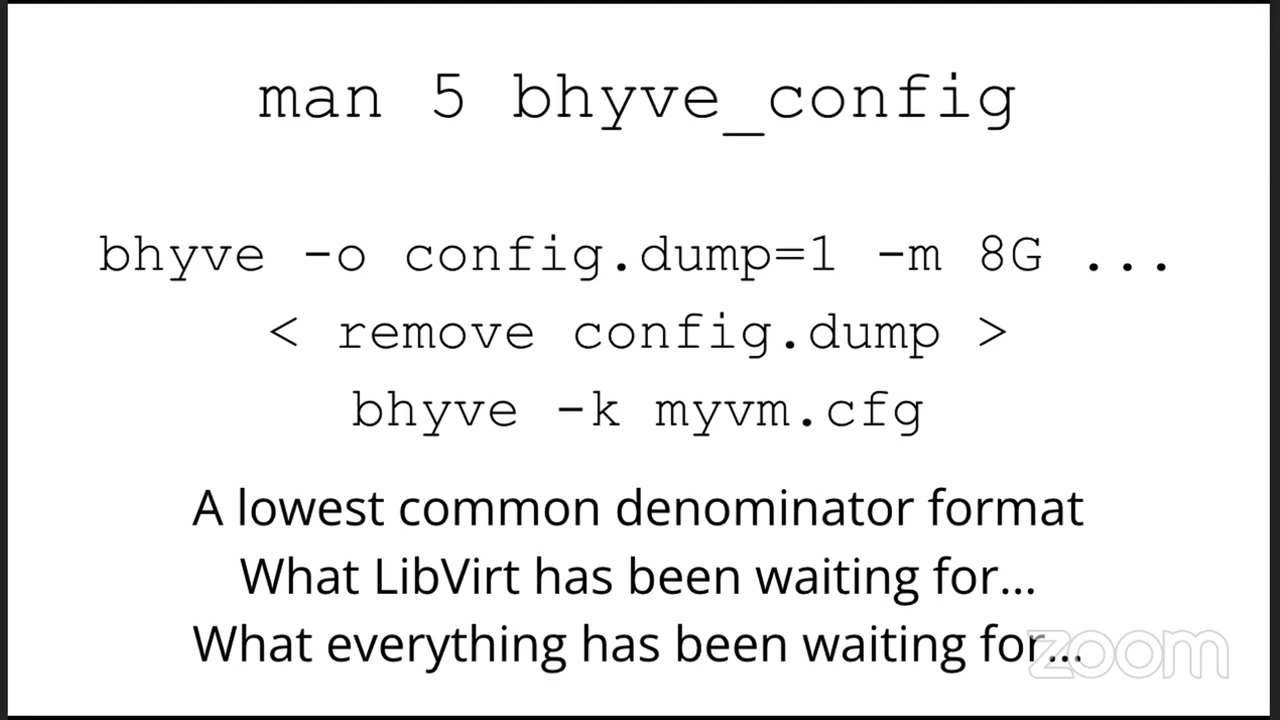 man 5 bhyve_config
bhyve -o config.dump=1 -m 8G ...
< remove config.dump >
bhyve -k myvm.cfg
A lowest common denominator format
What LibVirt has been waiting for...
What everything has been waiting for...
zoom